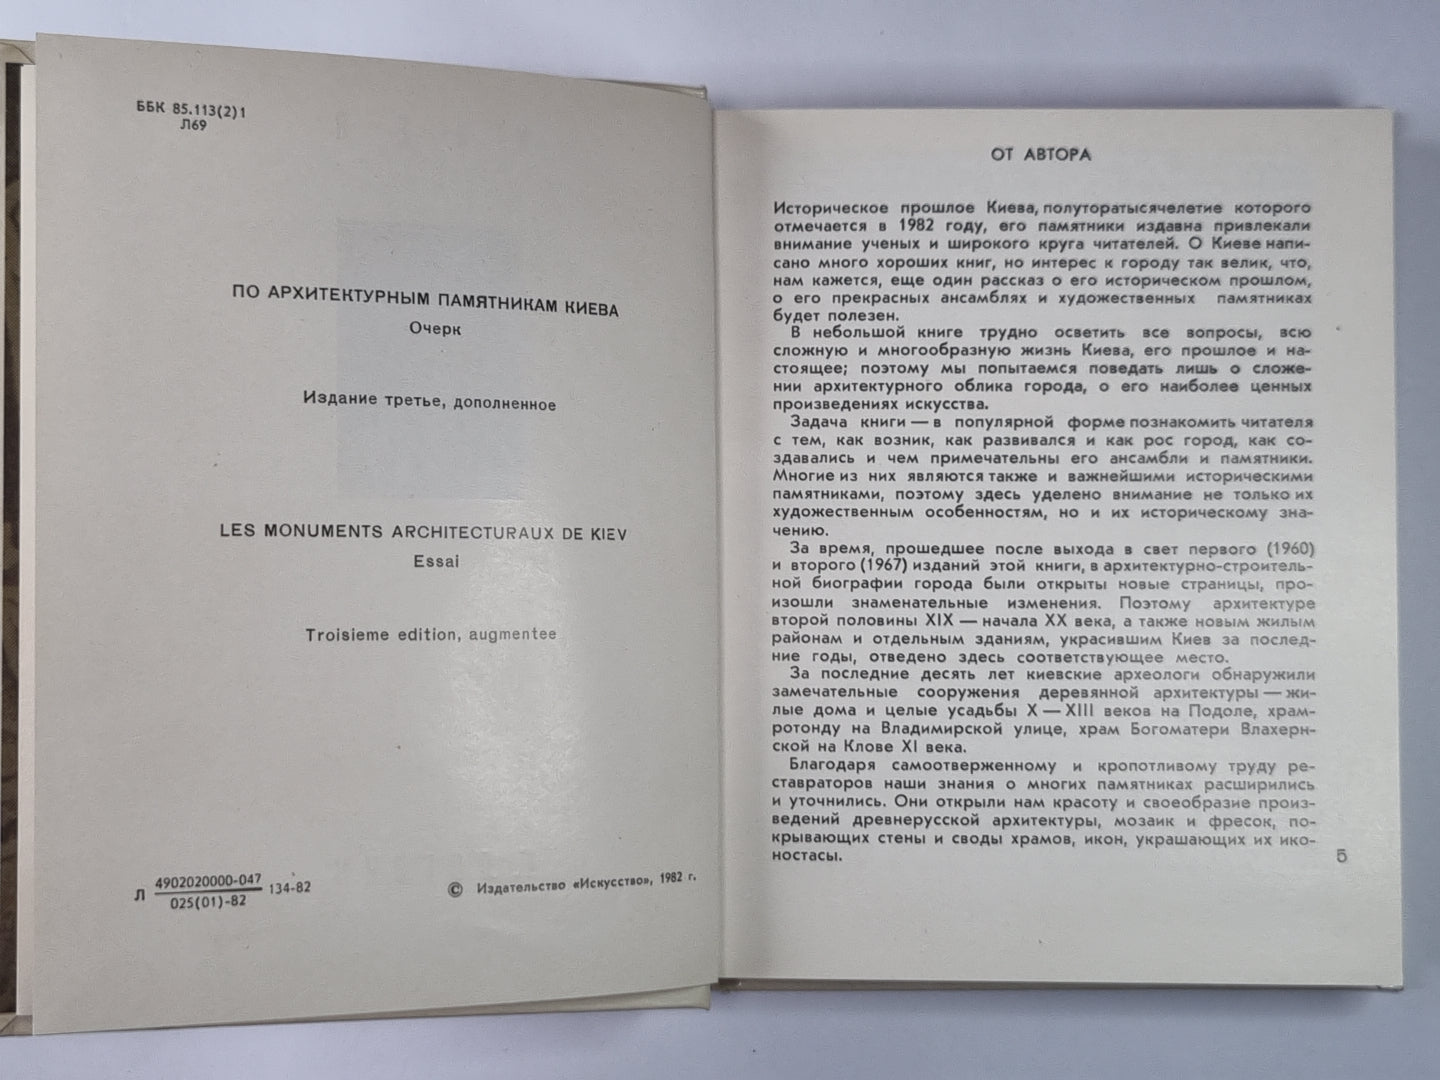 ББК 85.113(2)1
Л69
ПО АРХИТЕКТУРНЫМ ПАМЯТНИКАМ КИЕВА
Очерк
Издание третье, дополненное
LES MONUMENTS ARCHITECTURAUX DE KIEV
Essai
Troisieme edition, augmentee
Л 4902020000-047 134-82
025(01)-82
© Издательство «Искусство», 1982 г.
ОТ АВТОРА
Историческое прошлое Киева, полуторатысячелетие которого
отмечается в 1982 году, его памятники издавна привлекали
внимание ученых и широкого круга читателей. О Киеве напи-
сано много хороших книг, но интерес к городу так велик, что,
нам кажется, еще один рассказ о его историческом прошлом,
о его прекрасных ансамблях и художественных памятниках
будет полезен.
В небольшой книге трудно осветить все вопросы, всю
сложную и многообразную жизнь Киева, его прошлое и на-
стоящее; поэтому мы попытаемся поведать лишь о сложе-
нии архитектурного облика города, о его наиболее ценных
произведениях искусства.
Задача книги — в популярной форме познакомить читателя
с тем, как возник, как развивался и как рос город, как со-
здавались и чем примечательны его ансамбли и памятники.
Многие из них являются также и важнейшими историческими
памятниками, поэтому здесь уделено внимание не только их
художественным особенностям, но и их историческому зна-
чению.
За время, прошедшее после выхода в свет первого (1960)
и второго (1967) изданий этой книги, в архитектурно-строитель-
ной биографии города были открыты новые страницы, про-
изошли знаменательные изменения. Поэтому архитектуре
второй половины XIX — начала XX века, а также новым жилым
районам и отдельным зданиям, украсившим Киев за послед-
ние годы, отведено здесь соответствующее место.
За последние десять лет киевские археологи обнаружили
замечательные сооружения деревянной архитектуры — жи-
лые дома и целые усадьбы X — XIII веков на Подоле, храм-
ротонду на Владимирской улице, храм Богоматери Влахерн-
ской на Клове XI века.
Благодаря самоотверженному и кропотливому труду ре-
ставраторов наши знания о многих памятниках расширились
и уточнились. Они открыли нам красоту и своеобразие произ-
ведений древнерусской архитектуры, мозаик и фресок, по-
крывающих стены и своды храмов, икон, украшающих их ико-
ностасы.
5